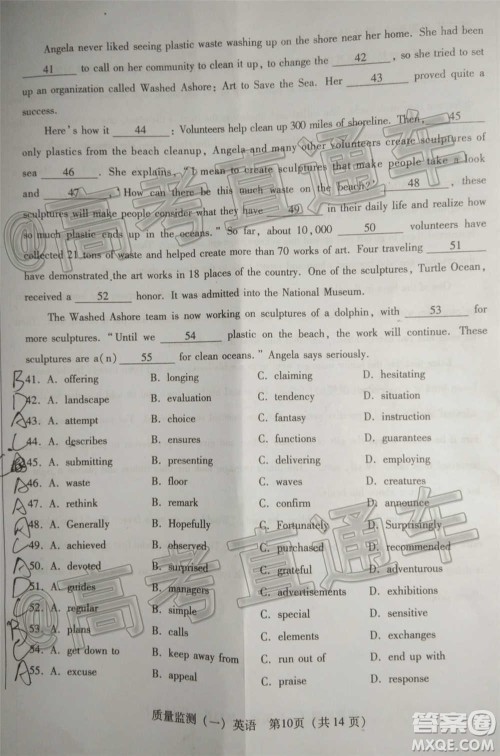 Angela never liked seeing plastic waste washing up on the shore near her home. She had been
41 to call on her community to clean it up, to change the 42 , so she tried to set
up an organization called Washed Ashore; Art to Save the Sea. Her 43 proved quite a
success.
Here's how it 44 : Volunteers help clean up 300 miles of shoreline. Then, 45
only plastics from the beach cleanup, Angela and many other volunteers create sculptures of
sea 46 . She explains, "I mean to create sculptures that make people take a look
and 47 , How can there be this much waste on the beach? 48 , these
sculptures will make people consider what they have 49 in their daily life and realize how
so much plastic ends up in the oceans." So far, about 10,000 50 volunteers have
collected 21 tons of waste and helped create more than 70 works of art. Four traveling 51
have demonstrated the art works in 18 places of the country. One of the sculptures, Turtle Ocean,
received a 52 honor. It was admitted into the National Museum.
The Washed Ashore team is now working on sculptures of a dolphin, with 53 for
more sculptures. "Until we 54 plastic on the beach, the work will continue. These
sculptures are a(n) 55 for clean oceans." Angela says seriously.
B 41. A. offering B. longing C. claiming D. hesitating
D 42. A. landscape B. evaluation C. tendency D. situation
A 43. A. attempt B. choice C. fantasy D. instruction
C 44. A. describes B. ensures C. functions D. guarantees
45. A. submitting B. presenting C. delivering D. employing
A 46. A. waste B. floor C. waves D. creatures
A 47. A. rethink B. remark C. confirm D. announce
A 48. A. Generally B. Hopefully C. Fortunately D. Surprisingly
C 49. A. achieved B. observed C. purchased D. recommended
A 50. A. devoted B. surprised C. grateful D. adventurous
D 51. A. guides B. managers C. advertisements D. exhibitions
C 52. A. regular B. simple C. special D. sensitive
B 53. A. plans B. calls C. elements D. exchanges
C 54. A. get down to B. keep away from C. run out of D. end up with
A 55. A. excuse B. appeal C. praise D. reason
质量监测(一)英语 第10页(共14页)
@高考直通车
@高考直通车
答案圈
MXQE.COM